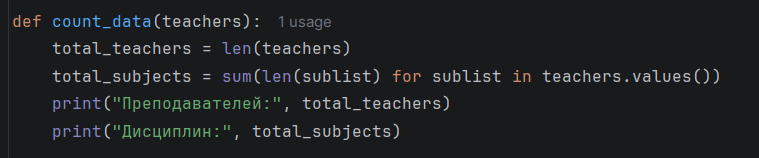 def count_data(teachers): 1 usage
    total_teachers = len(teachers)
    total_subjects = sum(len(sublist) for sublist in teachers.values())
    print("Преподавателей:", total_teachers)
    print("Дисциплин:", total_subjects)